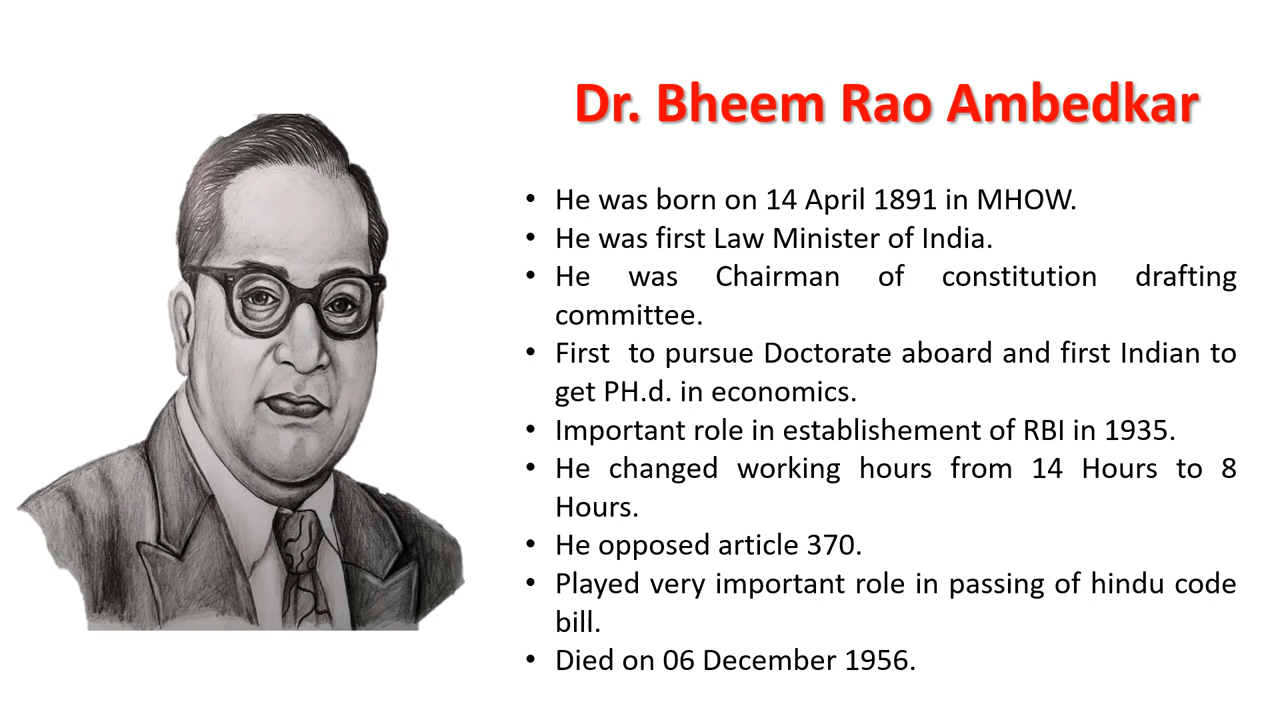 Dr. Bheem Rao Ambedkar
• He was born on 14 April 1891 in MHOW.
• He was first Law Minister of India.
• He was Chairman of constitution drafting
committee.
• First to pursue Doctorate aboard and first Indian to
get PH.d. in economics.
• Important role in establishement of RBI in 1935.
• He changed working hours from 14 Hours to 8
Hours.
• He opposed article 370.
• Played very important role in passing of hindu code
bill.
• Died on 06 December 1956.